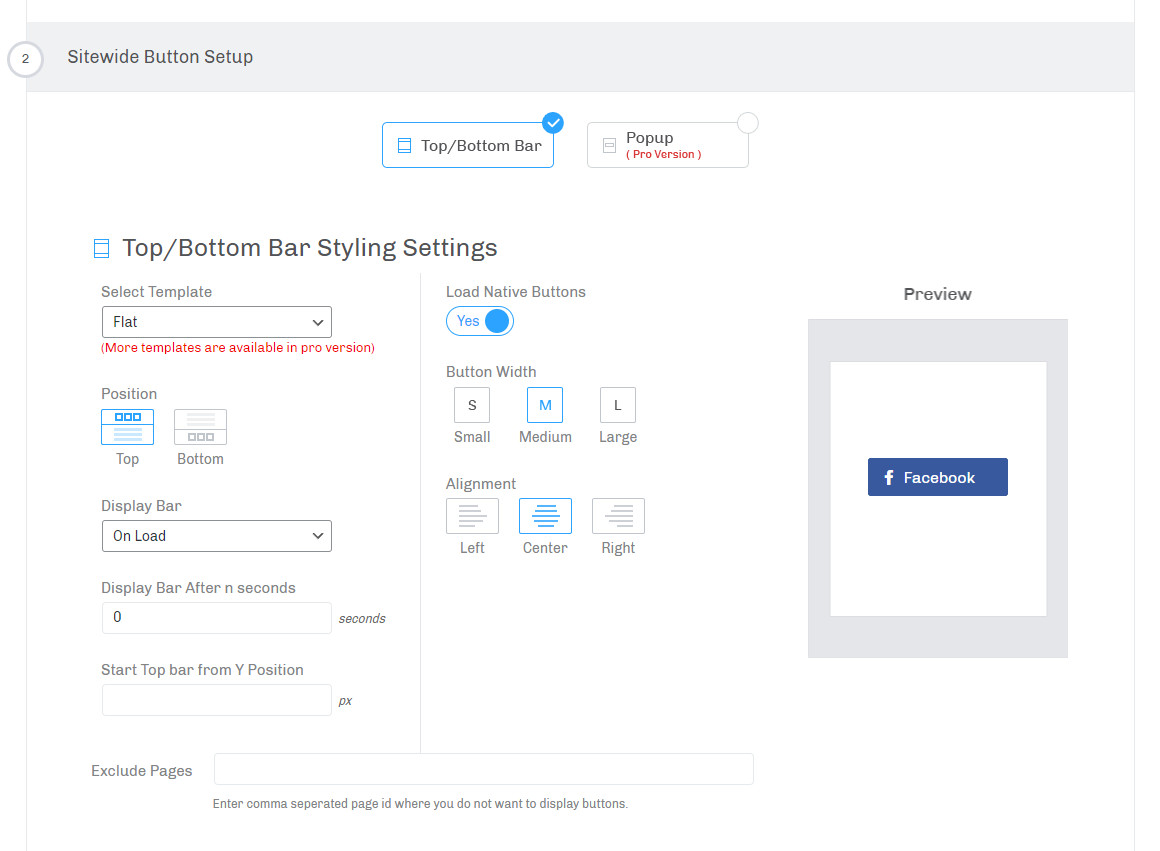 2
Sitewide Button Setup
Top/Bottom Bar
Popup
( Pro Version )
Top/Bottom Bar Styling Settings
Select Template
Flat
(More templates are available in pro version)
Position
Top
Bottom
Display Bar
On Load
Display Bar After n seconds
0
seconds
Start Top bar from Y Position
px
Load Native Buttons
Yes
Button Width
S
M
L
Small
Medium
Large
Alignment
Left
Center
Right
Preview
f Facebook
Exclude Pages
Enter comma seperated page id where you do not want to display buttons.